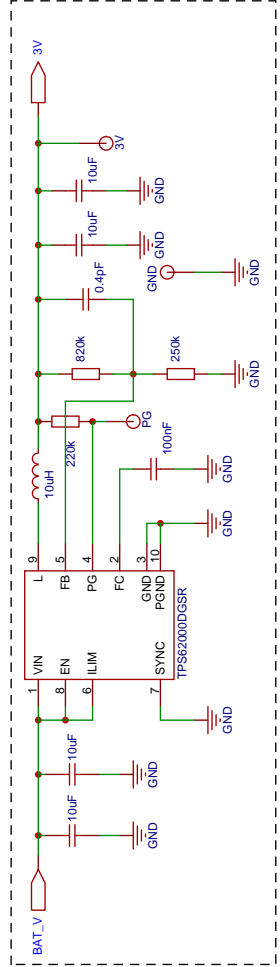 BAT_V
10uF
GND
10uF
GND
1
VIN
8
EN
6
ILIM
7
SYNC
GND
L
9
FB
5
PG
4
FC
2
GND
3
PGND
10
TPS62000DGSR
10uH
220k
PG
100nF
GND
GND
820k
250k
GND
0.4pF
10uF
GND
GND
GND
10uF
GND
3V
3V